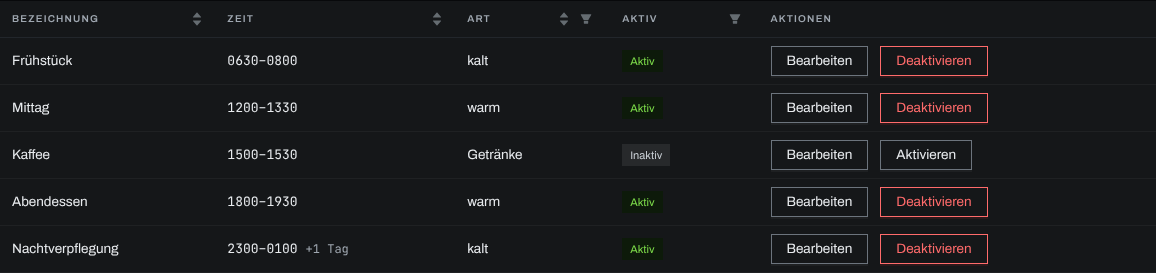 BEZEICHNUNG ZEIT ART AKTIV AKTIONEN
Frühstück 0630–0800 kalt Aktiv Bearbeiten Deaktivieren
Mittag 1200–1330 warm Aktiv Bearbeiten Deaktivieren
Kaffee 1500–1530 Getränke Inaktiv Bearbeiten Aktivieren
Abendessen 1800–1930 warm Aktiv Bearbeiten Deaktivieren
Nachtverpflegung 2300–0100 +1 Tag kalt Aktiv Bearbeiten Deaktivieren